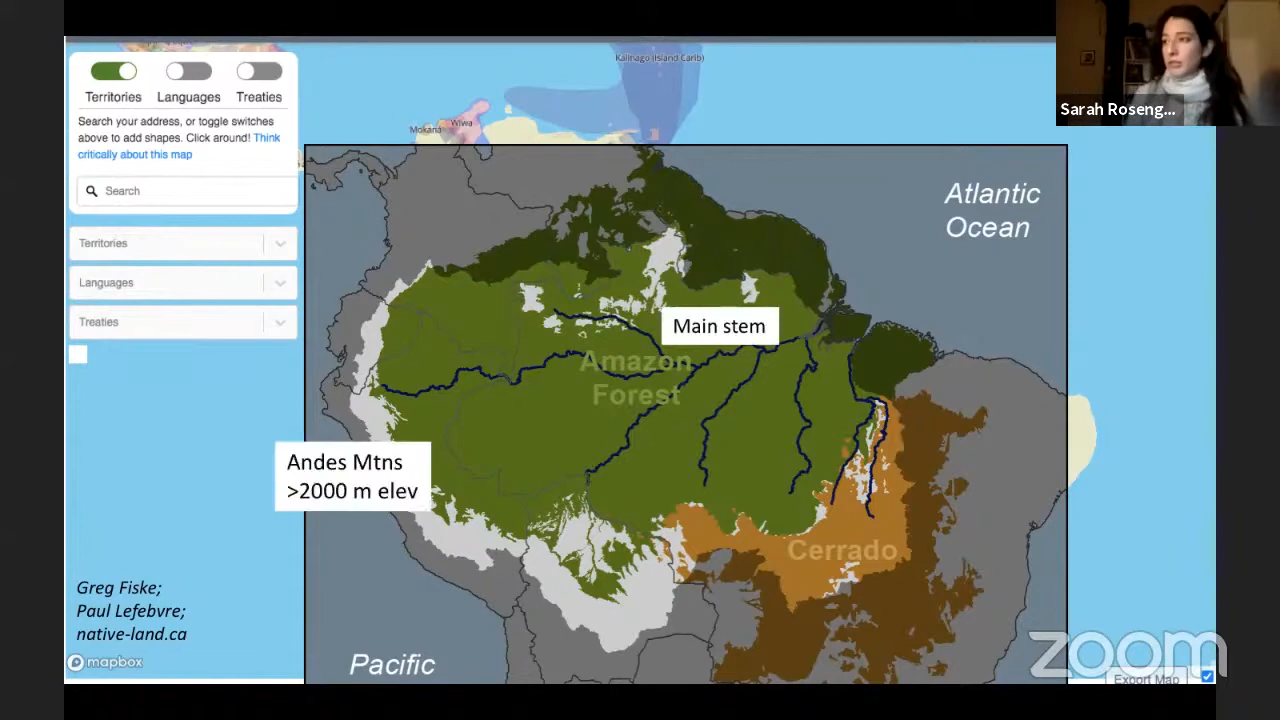 Territories
Languages
Treaties
Search your address, or toggle switches
above to add shapes. Click around! Think
critically about this map
Search
Territories
Languages
Treaties
Kalinago (Island Carib)
Mokaná
Wiwa
Sarah Roseng...
Atlantic
Ocean
Main stem
Amazon
Forest
Andes Mtns
>2000 m elev
Cerrado
Greg Fiske;
Paul Lefebvre;
native-land.ca
mapbox
Pacific
zoom
Export Map